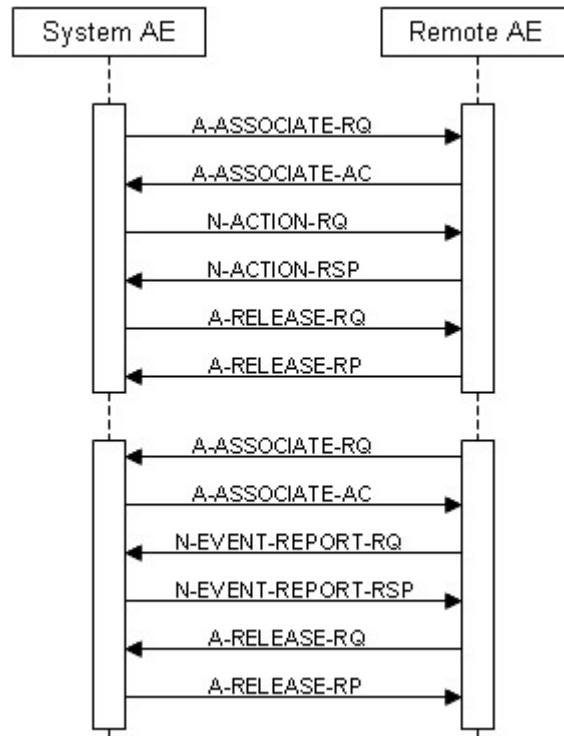 System AE
Remote AE
A-ASSOCIATE-RQ
A-ASSOCIATE-AC
N-ACTION-RQ
N-ACTION-RSP
A-RELEASE-RQ
A-RELEASE-RP
A-ASSOCIATE-RQ
A-ASSOCIATE-AC
N-EVENT-REPORT-RQ
N-EVENT-REPORT-RSP
A-RELEASE-RQ
A-RELEASE-RP